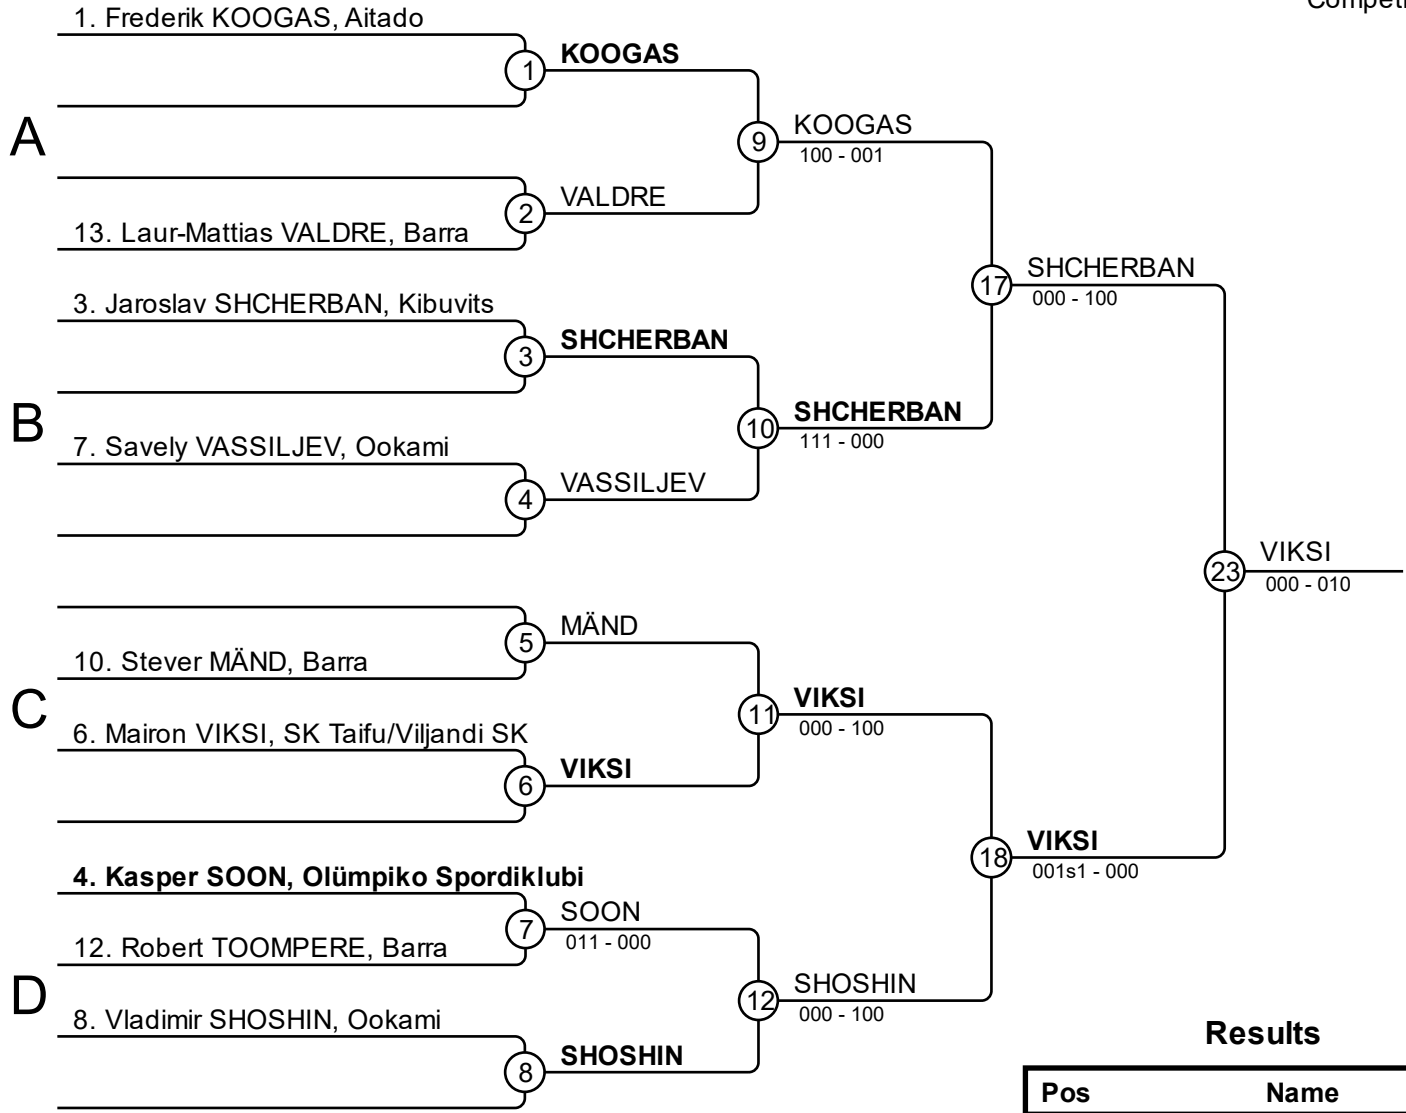 1. Frederik KOOGAS, Aitado
1
KOOGAS
A
9
KOOGAS
100 - 001
2
VALDRE
13. Laur-Mattias VALDRE, Barra
17
SHCHERBAN
000 - 100
3. Jaroslav SHCHERBAN, Kibuvits
3
SHCHERBAN
B
10
SHCHERBAN
111 - 000
7. Savely VASSILJEV, Ookami
4
VASSILJEV
23
VIKSI
000 - 010
5
MÄND
10. Stever MÄND, Barra
C
11
VIKSI
000 - 100
6. Mairon VIKSI, SK Taifu/Viljandi SK
6
VIKSI
18
VIKSI
001s1 - 000
4. Kasper SOON, Olümpiko Spordiklubi
7
SOON
011 - 000
12. Robert TOOMPERE, Barra
D
12
SHOSHIN
000 - 100
8. Vladimir SHOSHIN, Ookami
8
SHOSHIN
Results
Pos Name